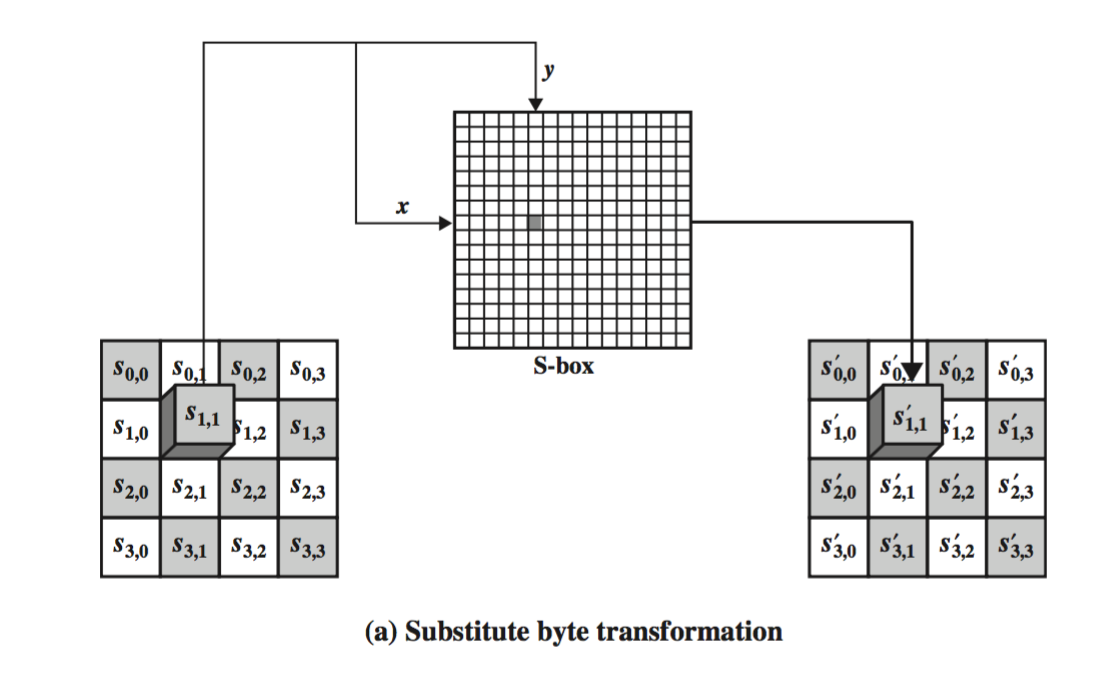 y
x
S-box
s0,0 s0,1 s0,2 s0,3
s1,0 s1,1 s1,2 s1,3
s2,0 s2,1 s2,2 s2,3
s3,0 s3,1 s3,2 s3,3
s′0,0 s′0, s′0,2 s′0,3
s′1,0 s′1,1 s′1,2 s′1,3
s′2,0 s′2,1 s′2,2 s′2,3
s′3,0 s′3,1 s′3,2 s′3,3
(a) Substitute byte transformation